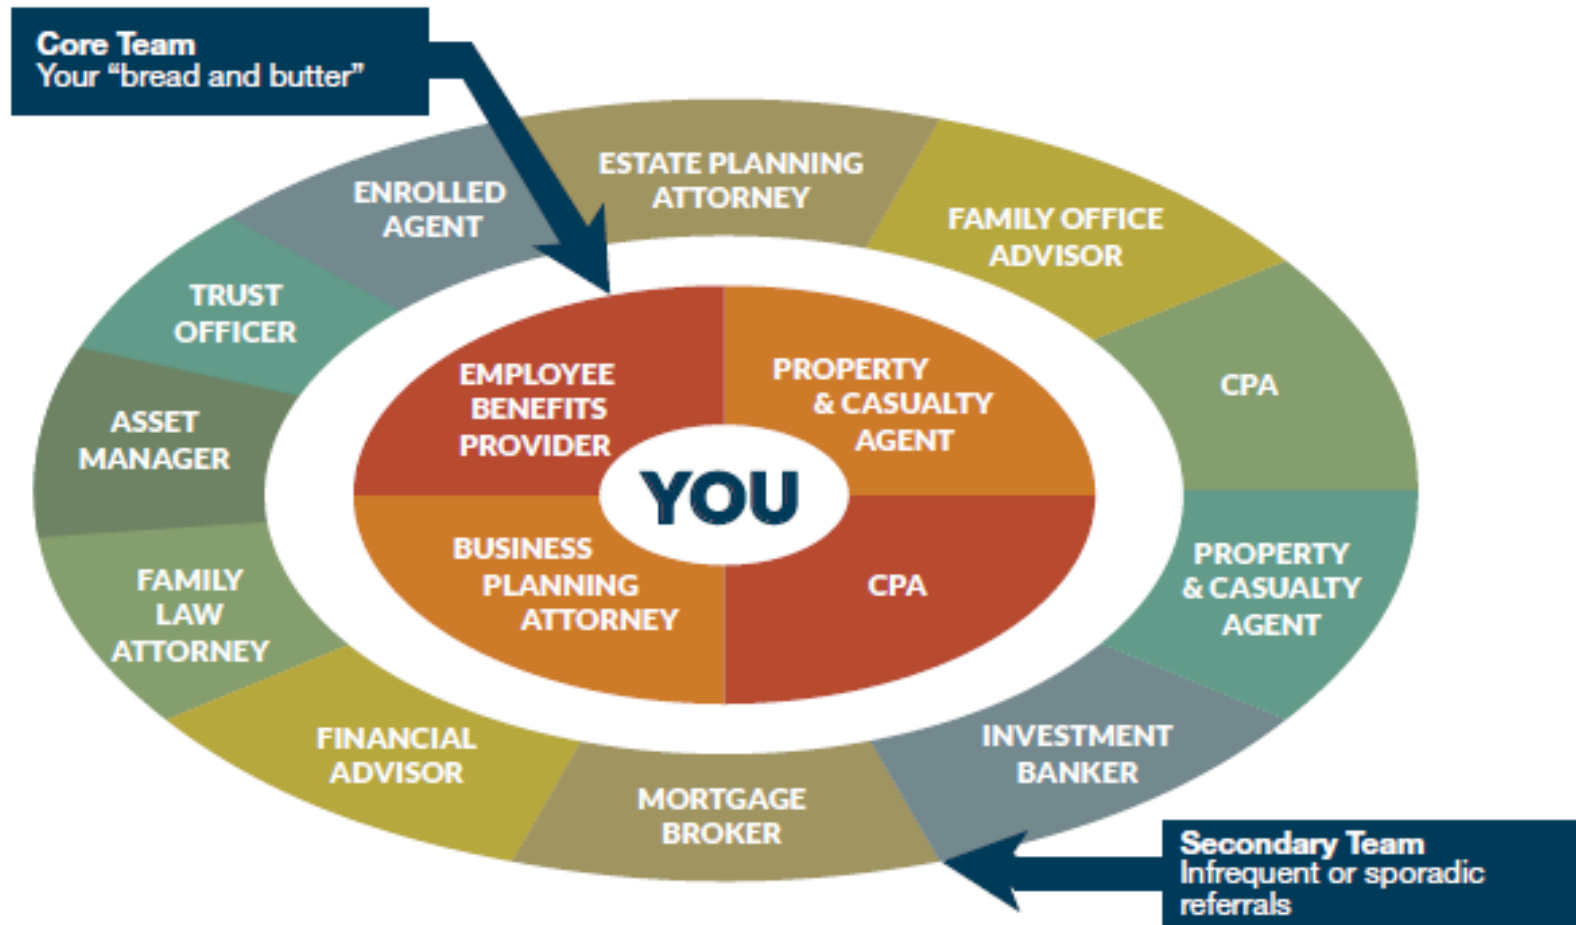 Core Team
Your “bread and butter”
ESTATE PLANNING
ATTORNEY
FAMILY OFFICE
ADVISOR
CPA
PROPERTY
& CASUALTY
AGENT
INVESTMENT
BANKER
MORTGAGE
BROKER
FINANCIAL
ADVISOR
FAMILY
LAW
ATTORNEY
ASSET
MANAGER
TRUST
OFFICER
ENROLLED
AGENT
EMPLOYEE
BENEFITS
PROVIDER
PROPERTY
& CASUALTY
AGENT
YOU
BUSINESS
PLANNING
ATTORNEY
CPA
Secondary Team
Infrequent or sporadic
referrals